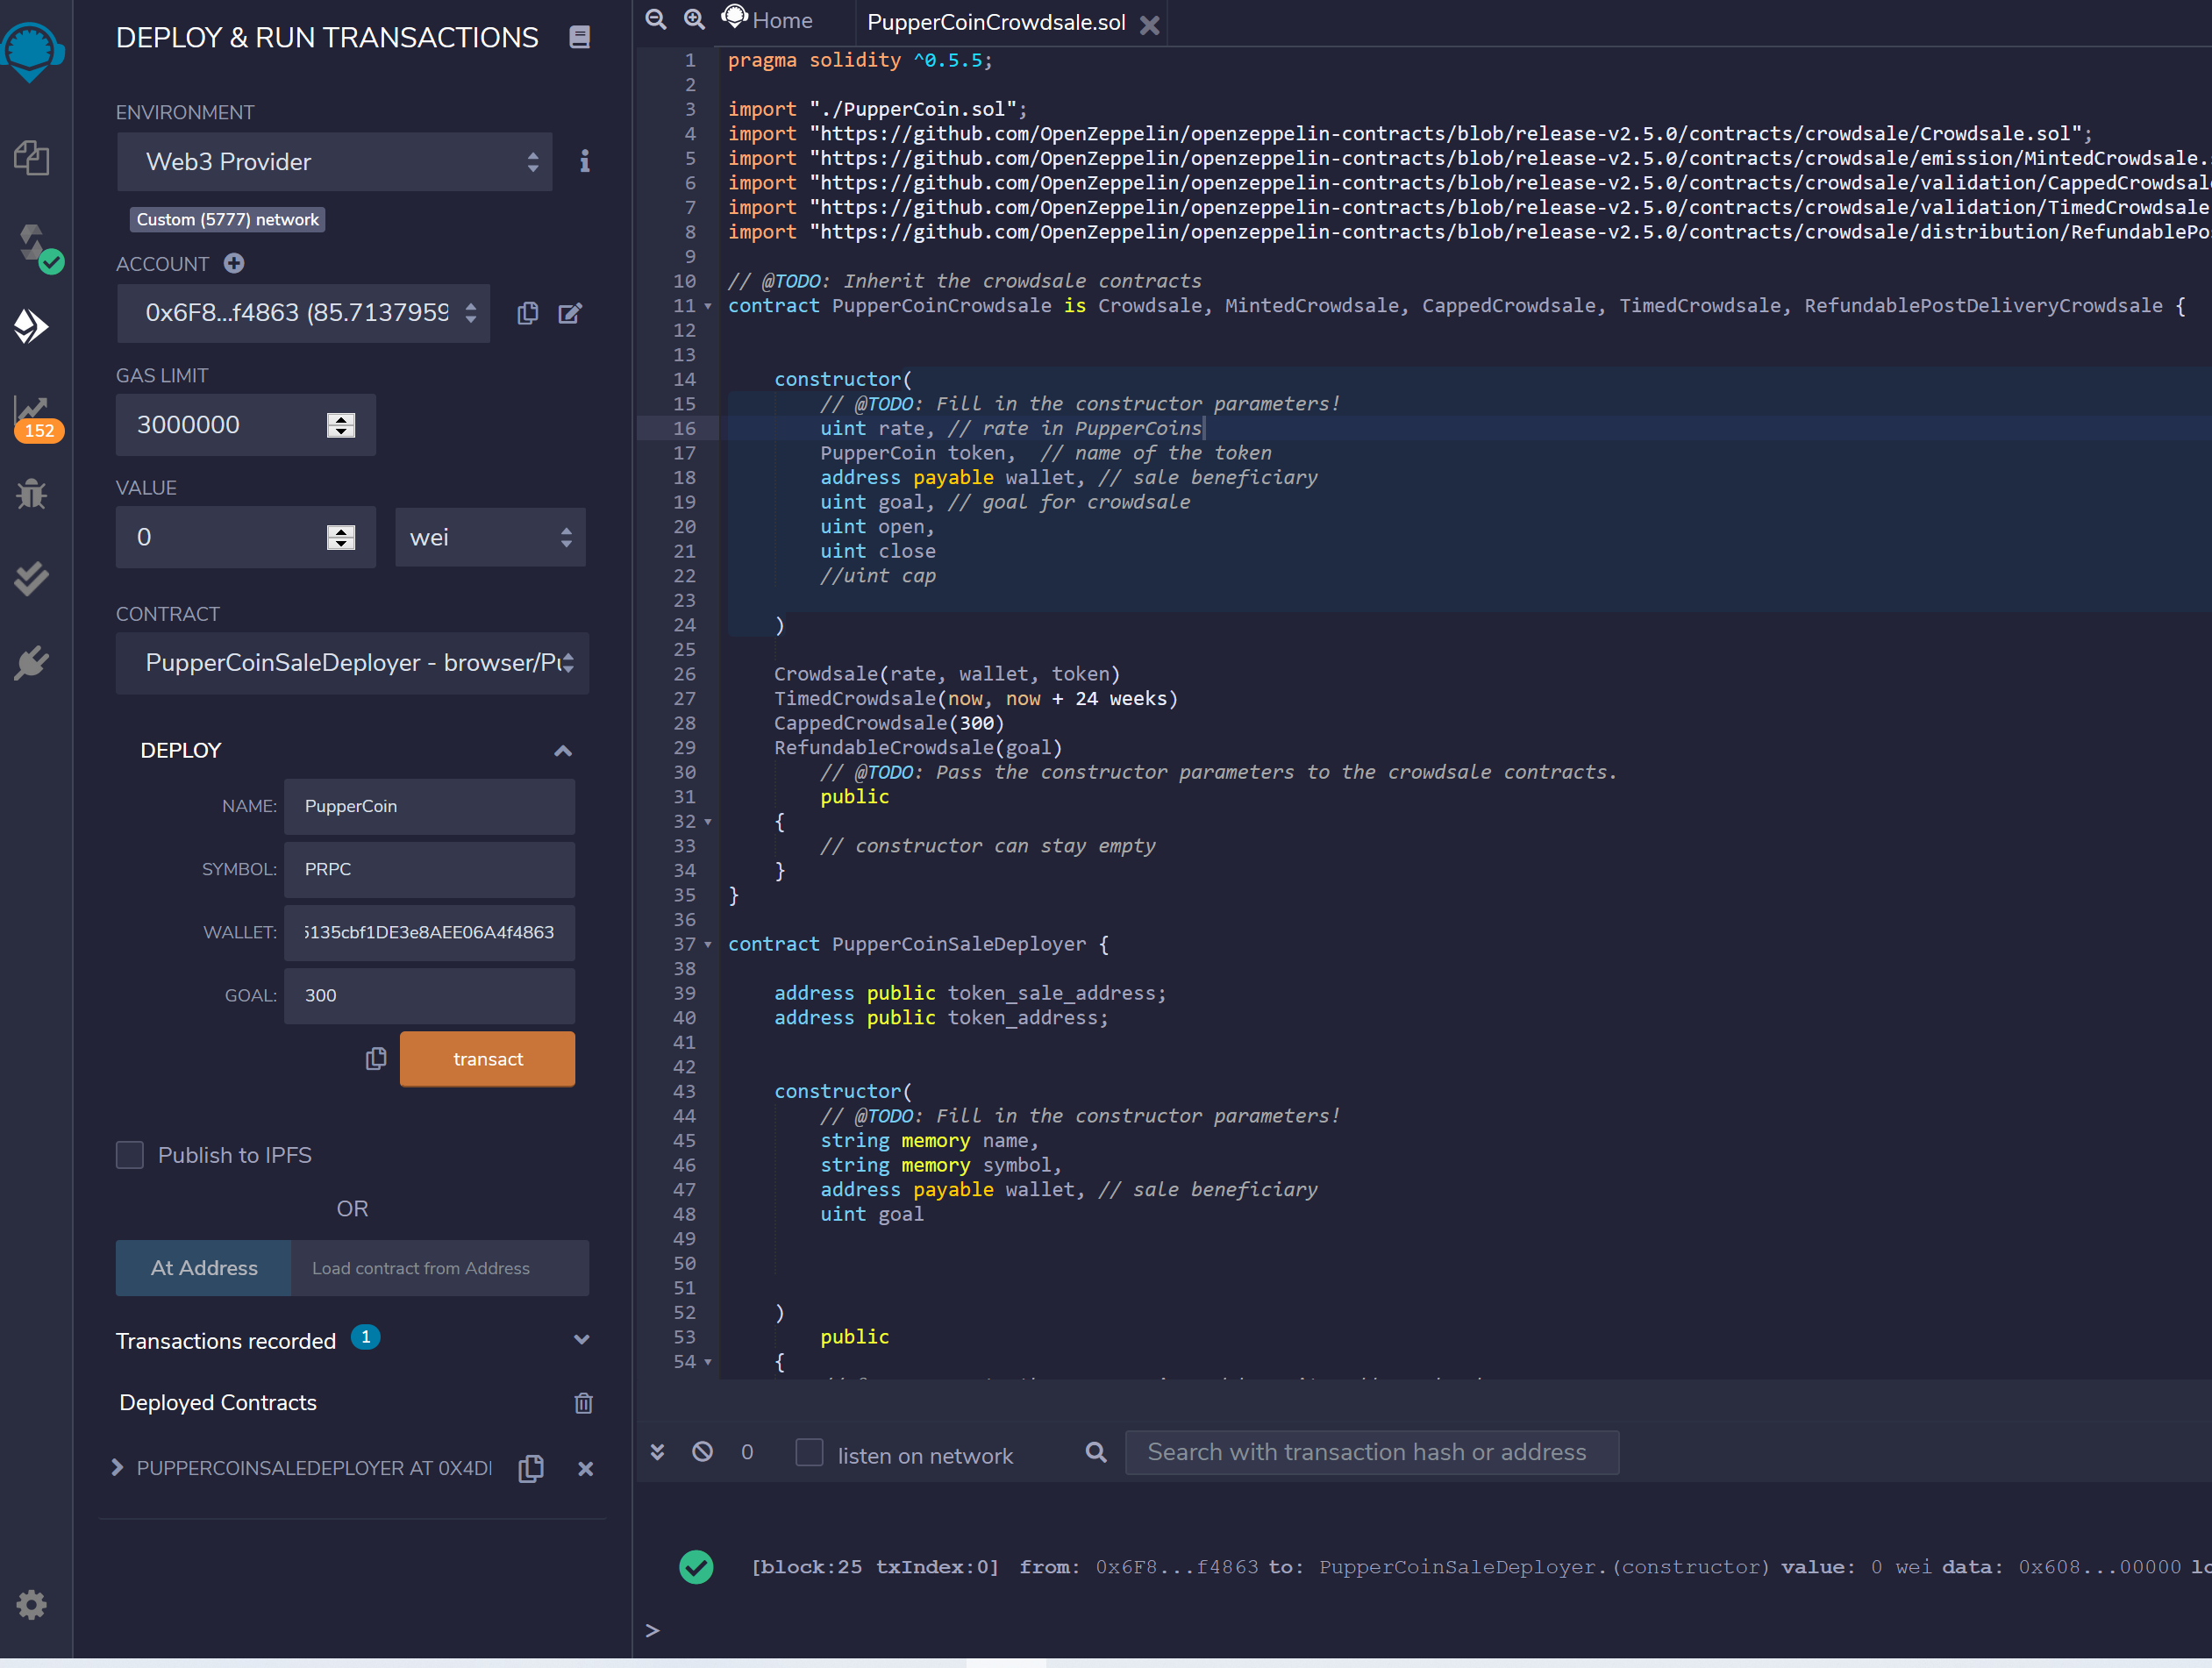 DEPLOY & RUN TRANSACTIONS
ENVIRONMENT
Web3 Provider
Custom (5777) network
ACCOUNT
0x6F8...f4863 (85.7137959
GAS LIMIT
3000000
152
VALUE
0
wei
CONTRACT
PupperCoinSaleDeployer - browser/Pu
DEPLOY
NAME:
PupperCoin
SYMBOL:
PRPC
WALLET:
5135cbf1DE3e8AEE06A4f4863
GOAL:
300
transact
Publish to IPFS
OR
At Address
Load contract from Address
Transactions recorded 1
Deployed Contracts
PUPPERCOINSALEDEPLOYER AT 0X4DI
Home
PupperCoinCrowdsale.sol
1 pragma solidity ^0.5.5;
2
3 import "./PupperCoin.sol";
4 import "https://github.com/OpenZeppelin/openzeppelin-contracts/blob/release-v2.5.0/contracts/crowdsale/Crowdsale.sol";
5 import "https://github.com/OpenZeppelin/openzeppelin-contracts/blob/release-v2.5.0/contracts/crowdsale/emission/MintedCrowdsale.
6 import "https://github.com/OpenZeppelin/openzeppelin-contracts/blob/release-v2.5.0/contracts/crowdsale/validation/CappedCrowdsal
7 import "https://github.com/OpenZeppelin/openzeppelin-contracts/blob/release-v2.5.0/contracts/crowdsale/validation/TimedCrowdsale
8 import "https://github.com/OpenZeppelin/openzeppelin-contracts/blob/release-v2.5.0/contracts/crowdsale/distribution/RefundablePo
9
10 // @TODO: Inherit the crowdsale contracts
11 contract PupperCoinCrowdsale is Crowdsale, MintedCrowdsale, CappedCrowdsale, TimedCrowdsale, RefundablePostDeliveryCrowdsale {
12
13
14 constructor(
15 // @TODO: Fill in the constructor parameters!
16 uint rate, // rate in PupperCoins
17 PupperCoin token, // name of the token
18 address payable wallet, // sale beneficiary
19 uint goal, // goal for crowdsale
20 uint open,
21 uint close
22 //uint cap
23
24 )
25
26 Crowdsale(rate, wallet, token)
27 TimedCrowdsale(now, now + 24 weeks)
28 CappedCrowdsale(300)
29 RefundableCrowdsale(goal)
30 // @TODO: Pass the constructor parameters to the crowdsale contracts.
31 public
32 {
33 // constructor can stay empty
34 }
35 }
36
37 contract PupperCoinSaleDeployer {
38
39 address public token_sale_address;
40 address public token_address;
41
42
43 constructor(
44 // @TODO: Fill in the constructor parameters!
45 string memory name,
46 string memory symbol,
47 address payable wallet, // sale beneficiary
48 uint goal
49
50
51
52 )
53 public
54 {
0
listen on network
Search with transaction hash or address
[block:25 txIndex:0] from: 0x6F8...f4863 to: PupperCoinSaleDeployer.(constructor) value: 0 wei data: 0x608...00000 lo
>